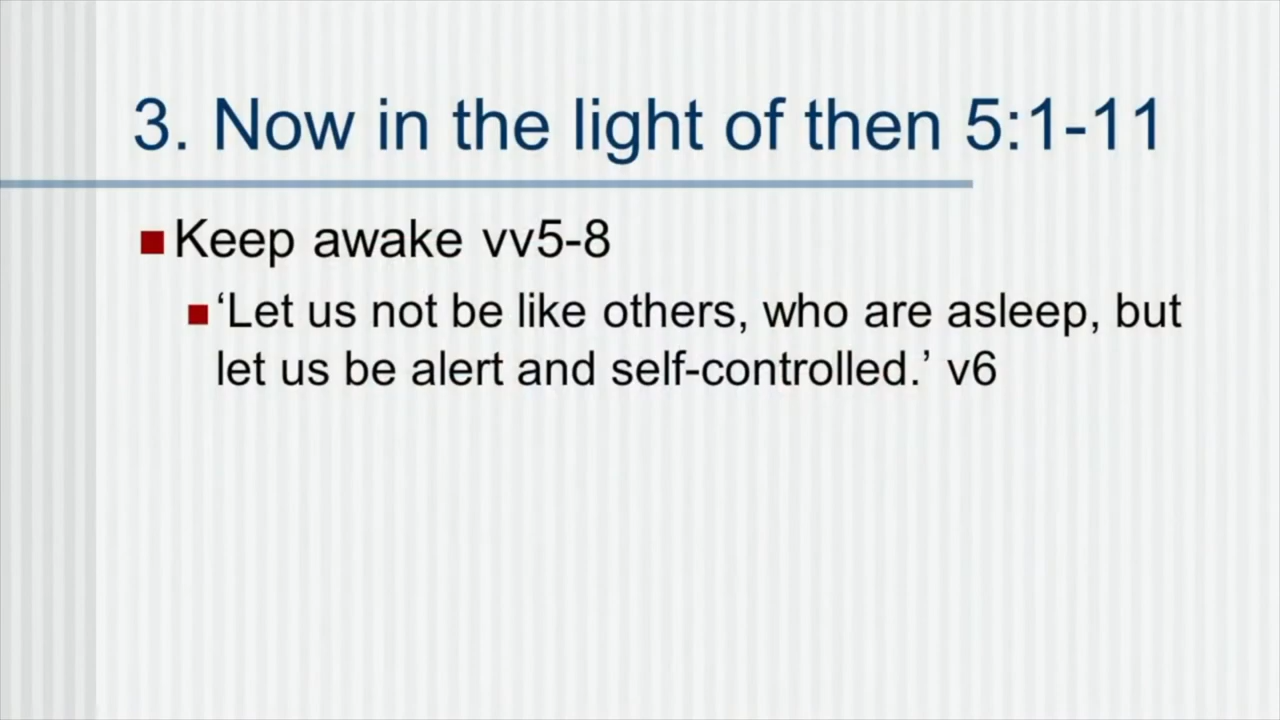 3. Now in the light of then 5:1-11
Keep awake vv5-8
‘Let us not be like others, who are asleep, but
let us be alert and self-controlled.’ v6